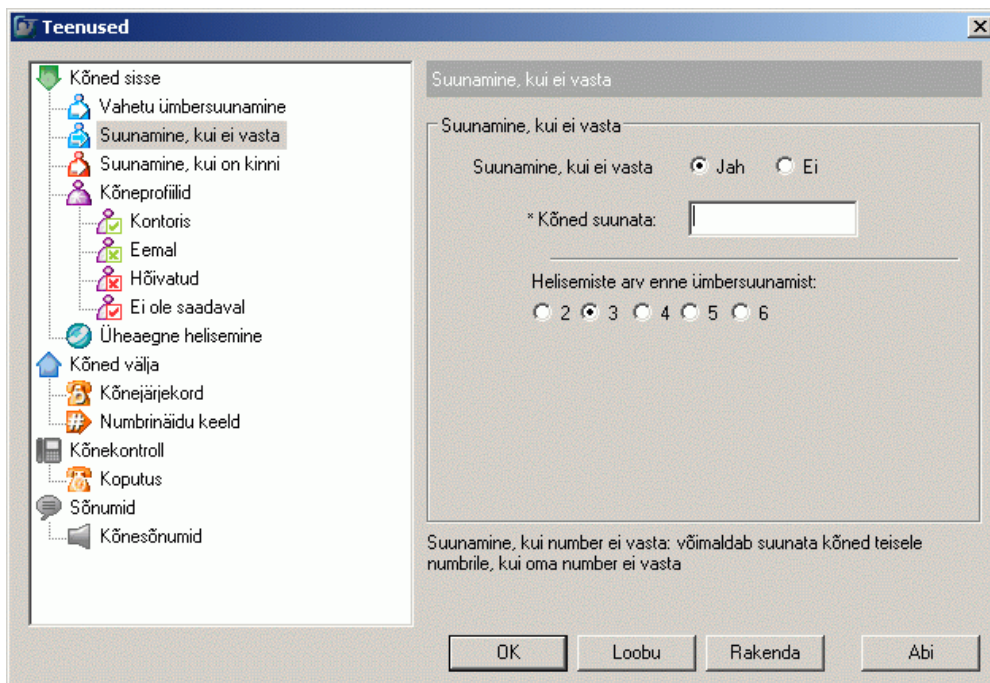 Teenused
Kõned sisse
Vahetu ümbersuunamine
Suunamine, kui ei vasta
Suunamine, kui on kinni
Kõneprofiilid
Kontoris
Eemal
Hõivatud
Ei ole saadaval
Üheaegne helisemine
Kõned välja
Kõnejärjekord
Numbrinäidu keeld
Kõnekontroll
Koputus
Sõnumid
Kõnesõnumid
Suunamine, kui ei vasta
Suunamine, kui ei vasta
Suunamine, kui ei vasta Jah Ei
* Kõned suunata:
Helisemiste arv enne ümbersuunamist:
2 3 4 5 6
Suunamine, kui number ei vasta: võimaldab suunata kõned teisele
numbrile, kui oma number ei vasta
OK Loobu Rakenda Abi